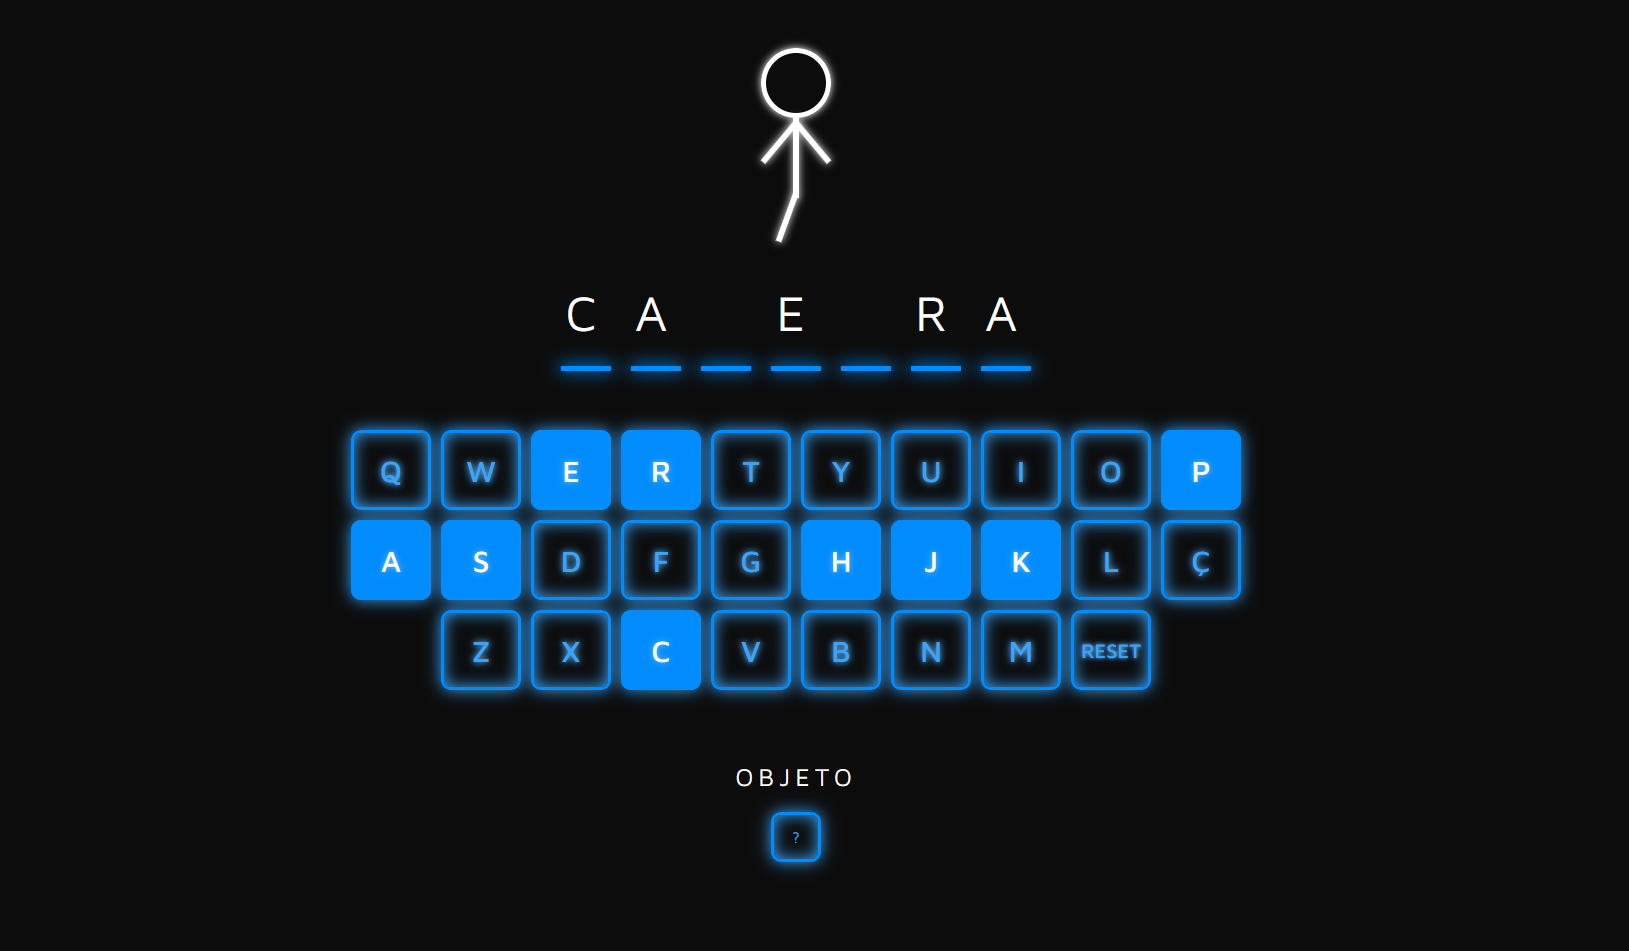 C A E R A
Q W E R T Y U I O P
A S D F G H J K L Ç
Z X C V B N M RESET
OBJETO
?